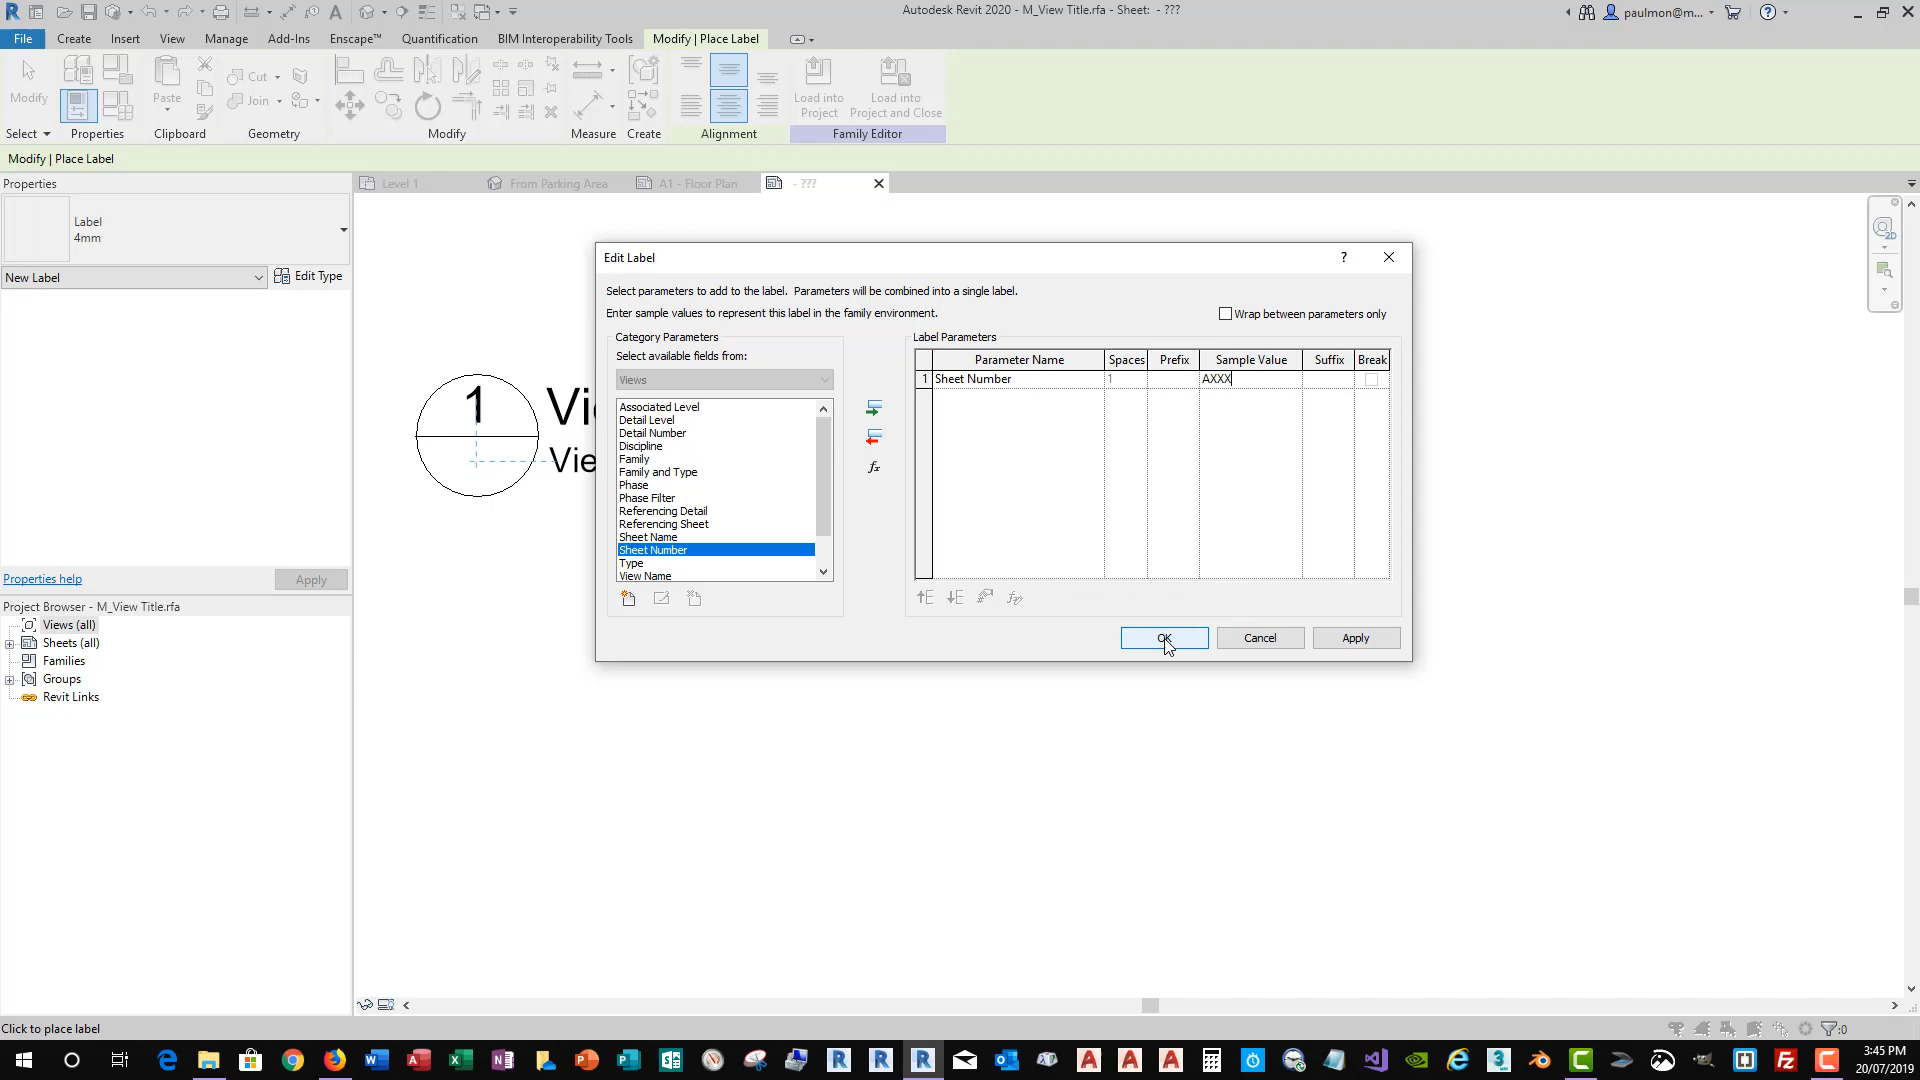 Autodesk Revit 2020 - M_View Title.rfa - Sheet:  - ???
paulmon@m...
File Create Insert View Manage Add-Ins Enscape™ Quantification BIM Interoperability Tools Modify | Place Label
Modify Paste Cut Join Load into Project Load into Project and Close
Select Properties Clipboard Geometry Modify Measure Create Alignment Family Editor
Modify | Place Label
Properties
Level 1 From Parking Area A1 - Floor Plan - ???
Label
4mm
New Label Edit Type
Properties help Apply
Project Browser - M_View Title.rfa
Views (all)
Sheets (all)
Families
Groups
Revit Links
1
Edit Label
Select parameters to add to the label.  Parameters will be combined into a single label.
Enter sample values to represent this label in the family environment.
Wrap between parameters only
Category Parameters
Select available fields from:
Views
Associated Level
Detail Level
Detail Number
Discipline
Family
Family and Type
Phase
Phase Filter
Referencing Detail
Referencing Sheet
Sheet Name
Sheet Number
Type
View Name
Label Parameters
Parameter Name Spaces Prefix Sample Value Suffix Break
1 Sheet Number 1 AXXX
OK Cancel Apply
Click to place label
:0
3:45 PM
20/07/2019